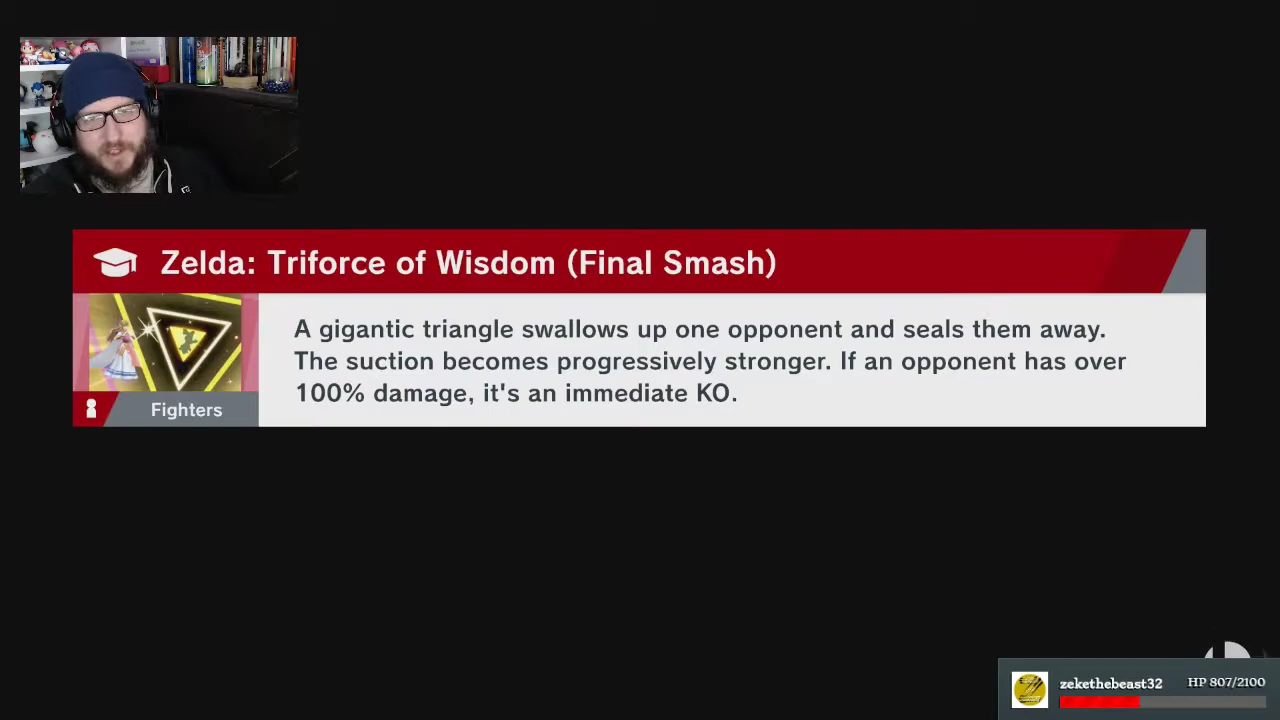 Zelda: Triforce of Wisdom (Final Smash)
A gigantic triangle swallows up one opponent and seals them away.
The suction becomes progressively stronger. If an opponent has over
100% damage, it's an immediate KO.
Fighters
zekethebeast32 HP 807/2100